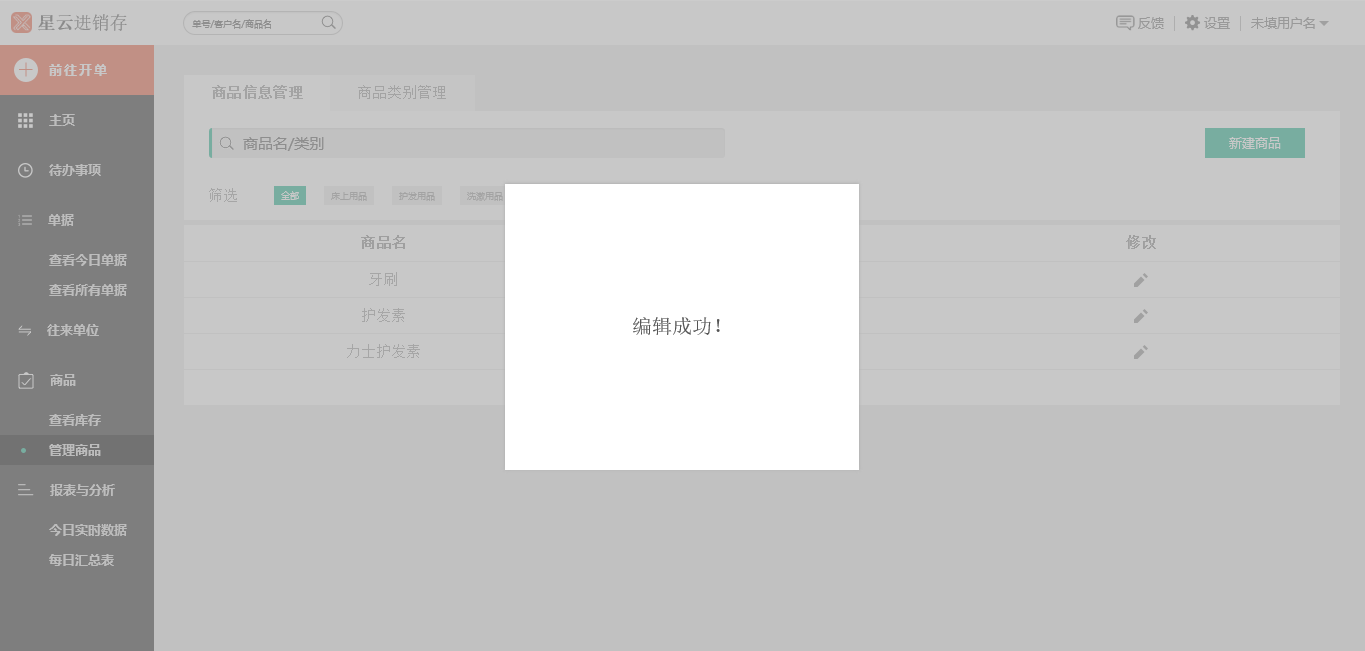 星云进销存
单号/客户名/商品名
反馈
设置
未填用户名
前往开单
主页
待办事项
单据
查看今日单据
查看所有单据
往来单位
商品
查看库存
管理商品
报表与分析
今日实时数据
每日汇总表
商品信息管理
商品类别管理
商品名/类别
新建商品
筛选
全部
床上用品
护发用品
洗漱用品
商品名
修改
牙刷
护发素
力士护发素
编辑成功！